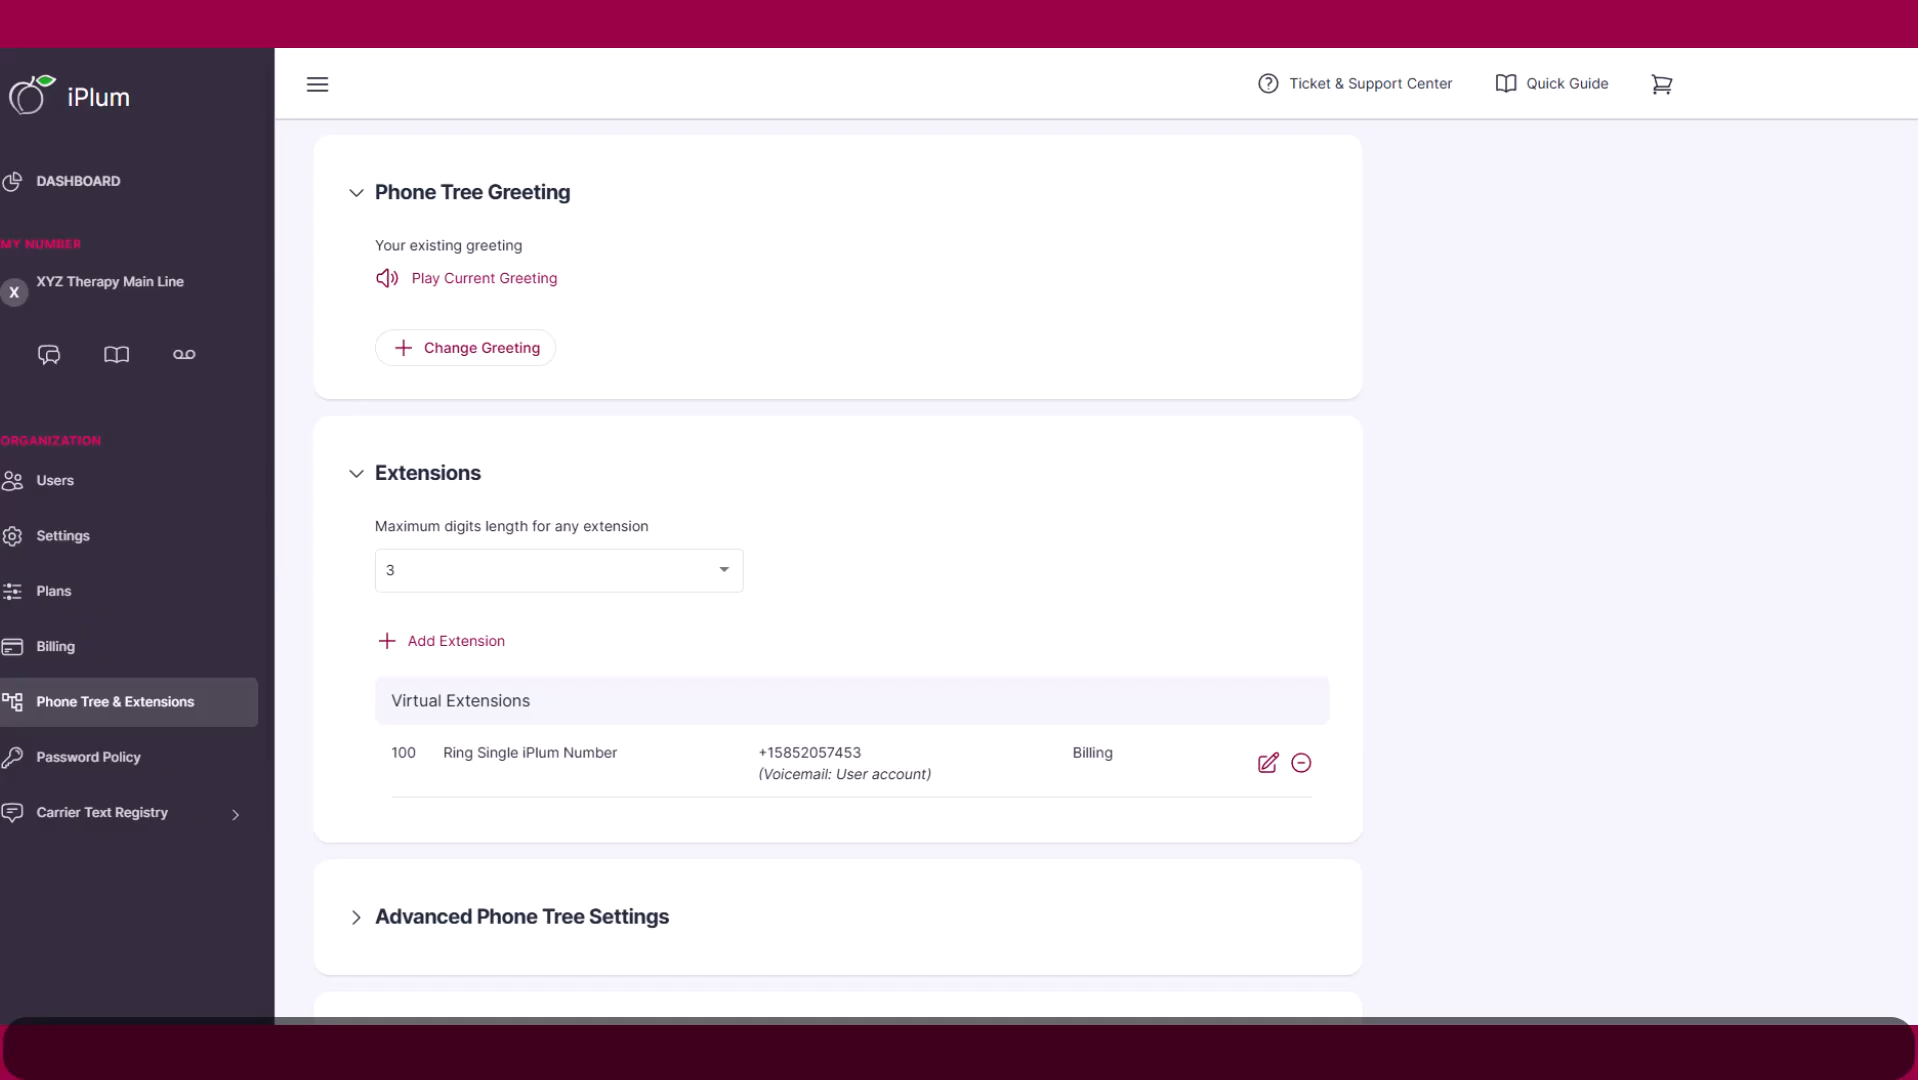 iPlum
Ticket & Support Center
Quick Guide
DASHBOARD
MY NUMBER
X
XYZ Therapy Main Line
ORGANIZATION
Users
Settings
Plans
Billing
Phone Tree & Extensions
Password Policy
Carrier Text Registry
Phone Tree Greeting
Your existing greeting
Play Current Greeting
Change Greeting
Extensions
Maximum digits length for any extension
3
Add Extension
Virtual Extensions
100 Ring Single iPlum Number +15852057453 Billing
(Voicemail: User account)
Advanced Phone Tree Settings